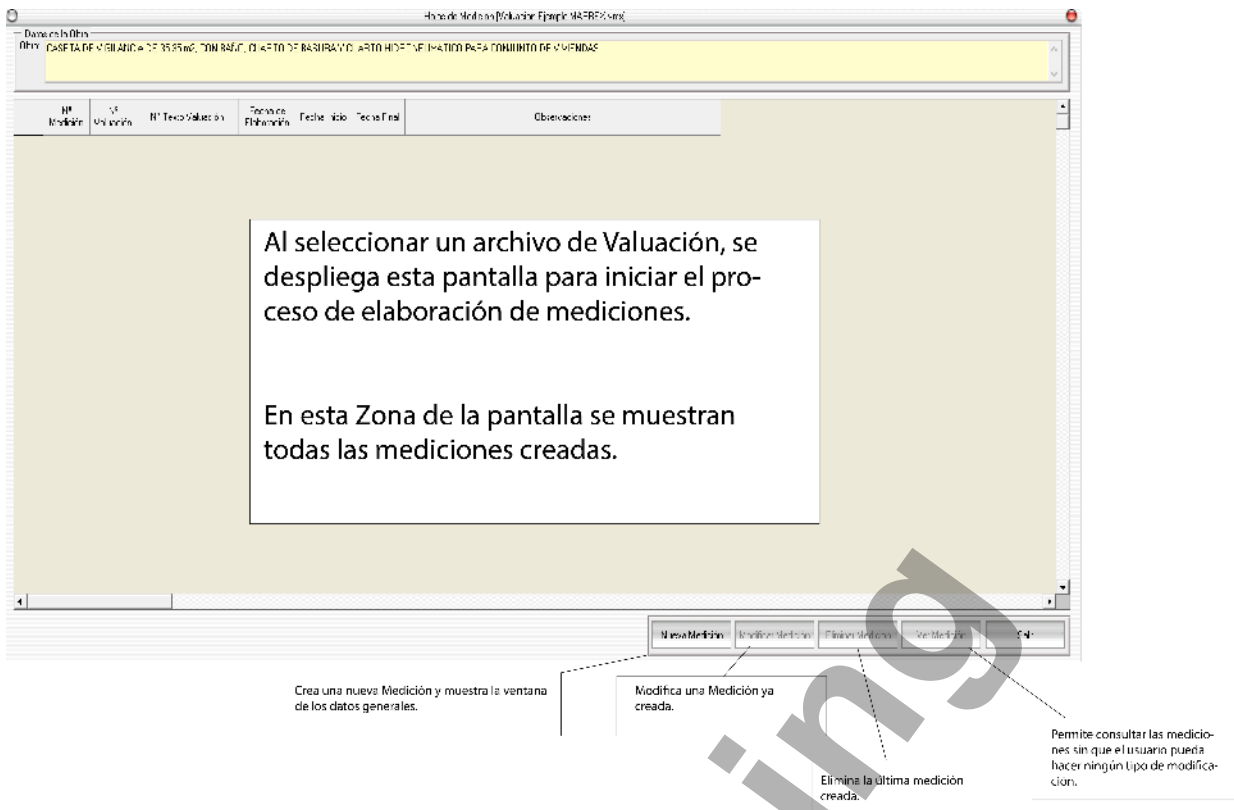 Hojas de Medición [Valuacion Ejemplo MAPREX.vmx]
Datos de la Obra
Obra: CASETA DE VIGILANCIA DE 35.35 m2, CON BAÑO, CUARTO DE BASURA Y CUARTO HIDRONEUMATICO PARA CONJUNTO DE VIVIENDAS
Nº Medición Nº Valuación Nº Texto Valuación Fecha de Elaboración Fecha Inicio Fecha Final Observaciones
Al seleccionar un archivo de Valuación, se
despliega esta pantalla para iniciar el pro-
ceso de elaboración de mediciones.
En esta Zona de la pantalla se muestran
todas las mediciones creadas.
Nueva Medición Modificar Medición Eliminar Medicion Ver Medición Salir
Crea una nueva Medición y muestra la ventana
de los datos generales.
Modifica una Medición ya
creada.
Elimina la última medición
creada.
Permite consultar las medicio-
nes sin que el usuario pueda
hacer ningún tipo de modifica-
ción.
ing